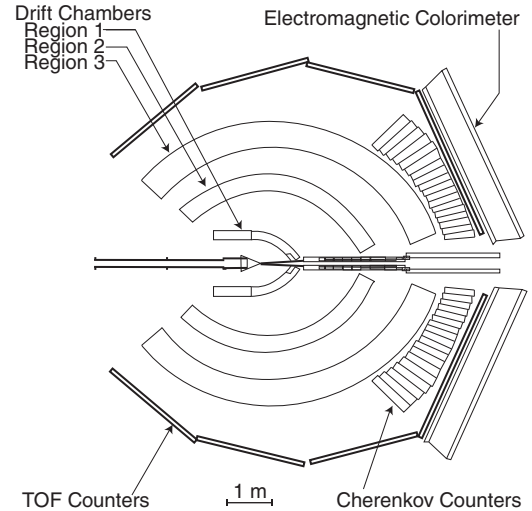 Drift Chambers
Region 1
Region 2
Region 3
Electromagnetic Colorimeter
TOF Counters
1 m
Cherenkov Counters